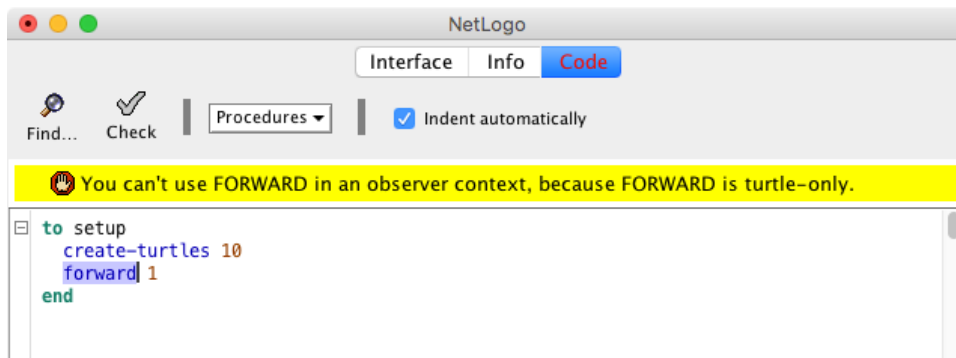 NetLogo
Interface Info Code
Find... Check Procedures Indent automatically
You can't use FORWARD in an observer context, because FORWARD is turtle-only.
to setup
create-turtles 10
forward 1
end